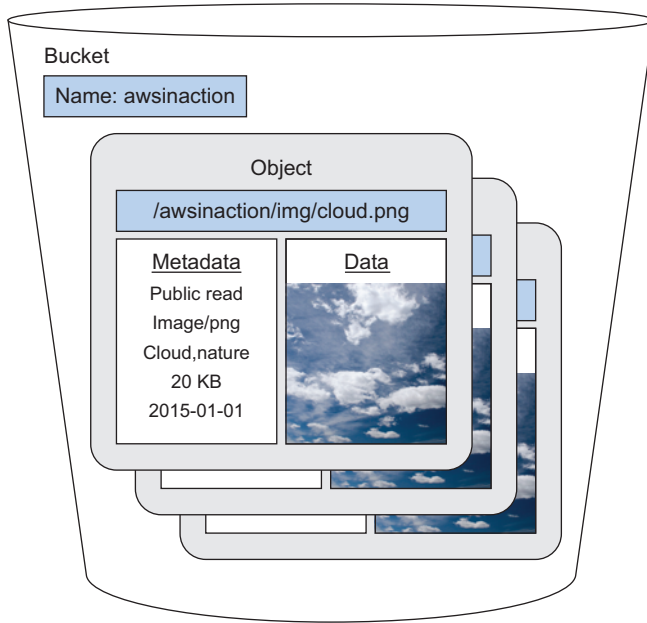 Bucket
Name: awsinaction
Object
/awsinaction/img/cloud.png
Metadata
Public read
Image/png
Cloud,nature
20 KB
2015-01-01
Data